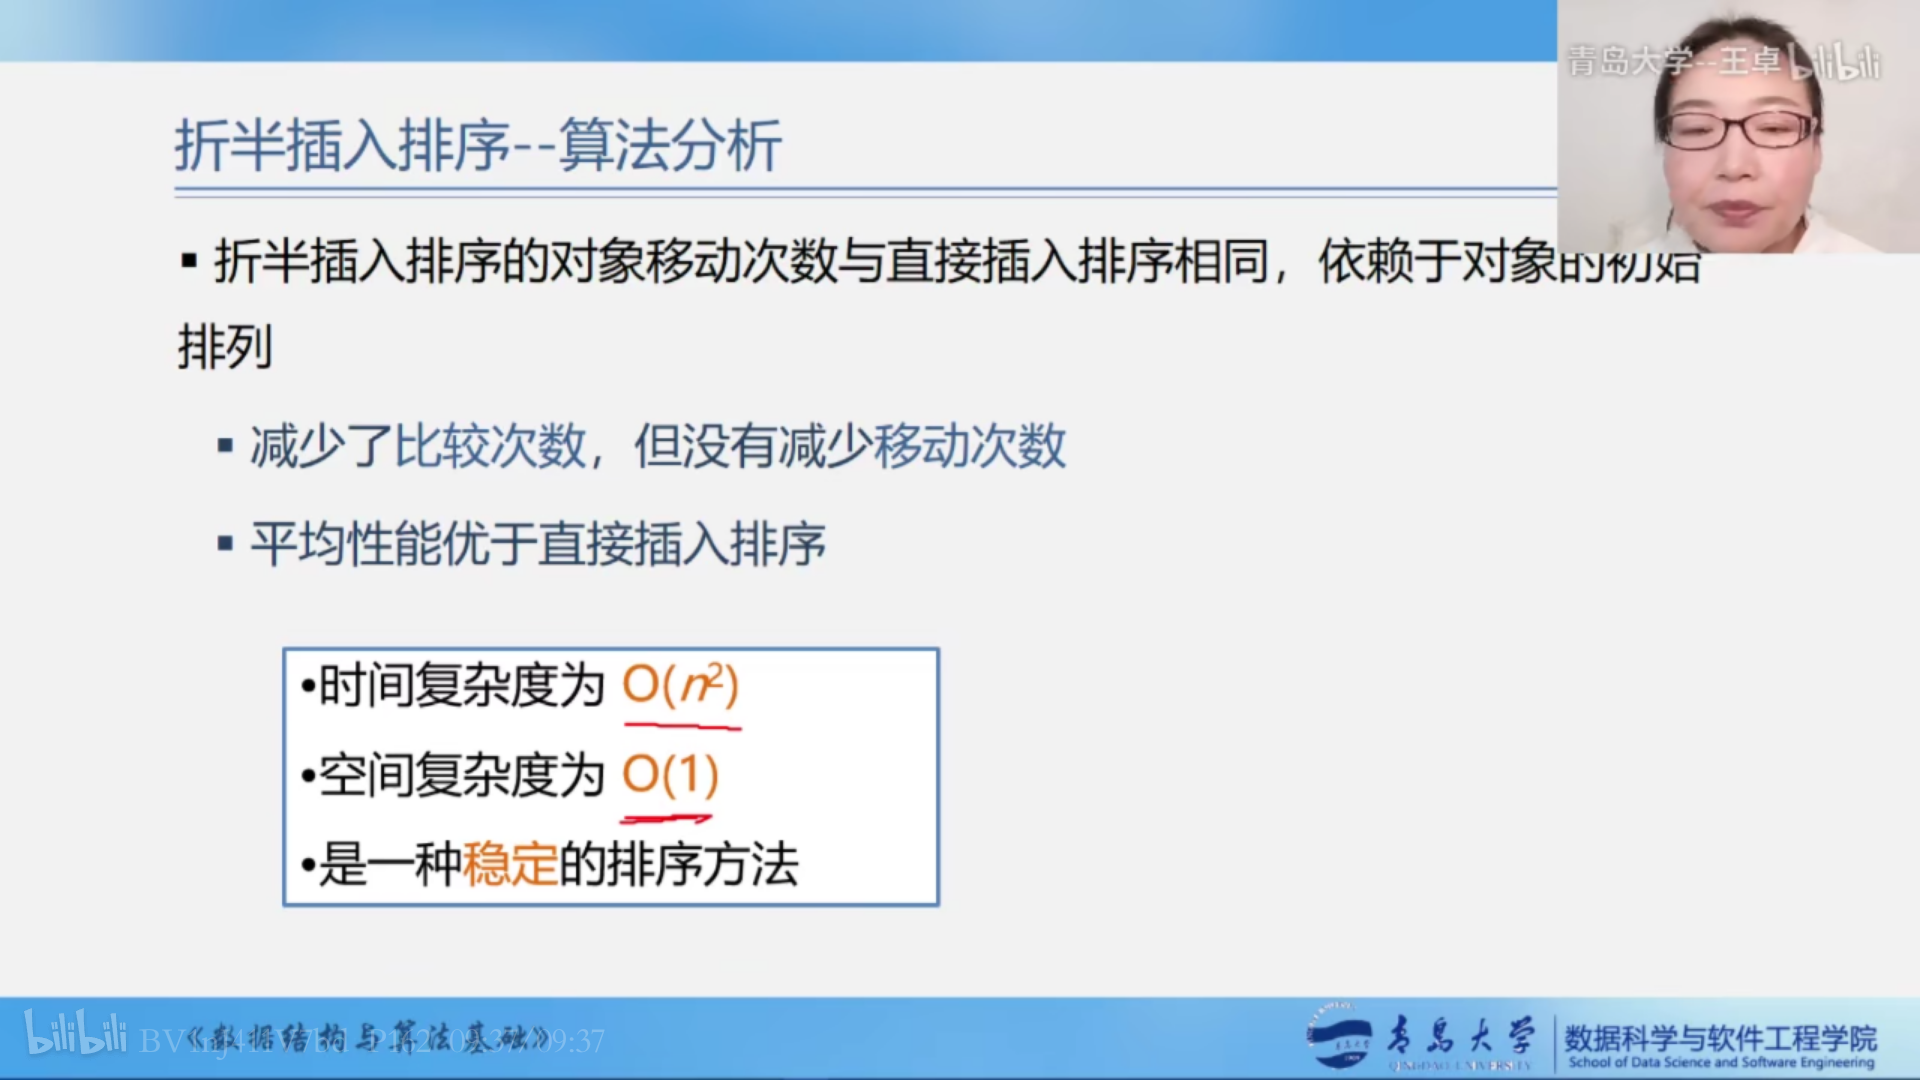 青岛大学--王卓 bilibili
折半插入排序--算法分析
▪ 折半插入排序的对象移动次数与直接插入排序相同，依赖于对象的初始
排列
▪ 减少了比较次数，但没有减少移动次数
▪ 平均性能优于直接插入排序
•时间复杂度为 O(n²)
•空间复杂度为 O(1)
•是一种稳定的排序方法
bilibili
《数据结构与算法基础》
09:37
青岛大学
QINGDAO UNIVERSITY
数据科学与软件工程学院
School of Data Science and Software Engineering